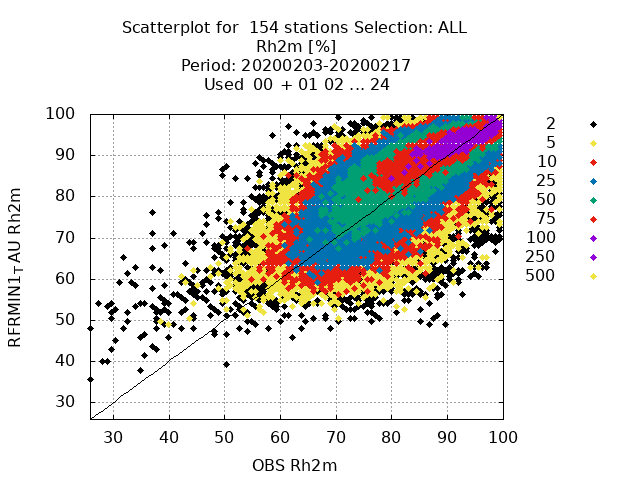 Scatterplot for  154 stations Selection: ALL
Rh2m [%]
Period: 20200203-20200217
Used  00 + 01 02 ... 24
100
90
80
70
60
50
40
30
30 40 50 60 70 80 90 100
RFRMIN1_T AU Rh2m
OBS Rh2m
2
5
10
25
50
75
100
250
500